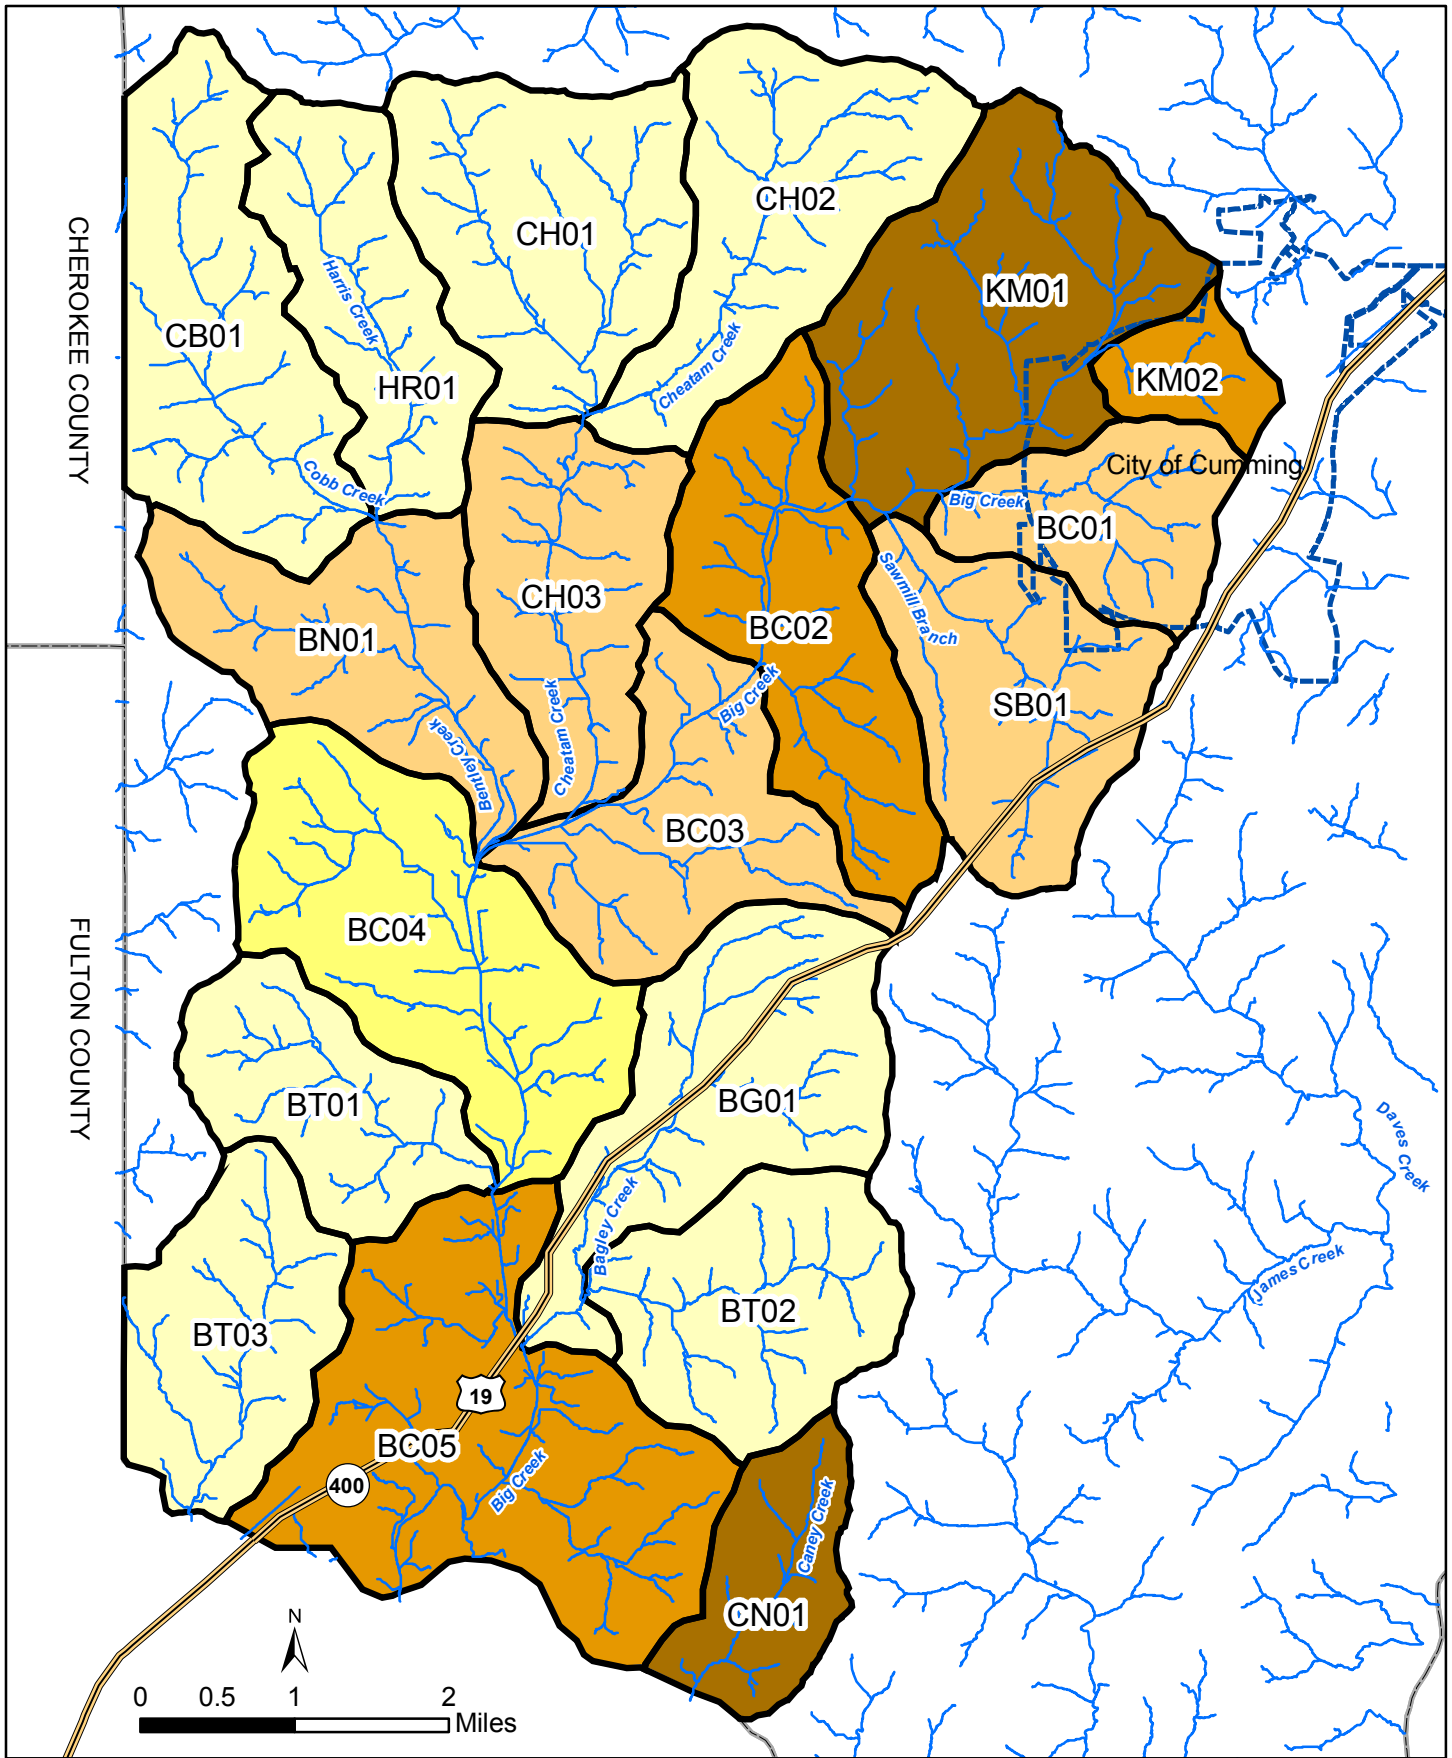 CH02
CH01
KM01
CHEROKEE COUNTY
Harris Creek
CB01
Cheatam Creek
HR01
KM02
City of Cumming
Cobb Creek
Big Creek
BC01
CH03
Sawmill Branch
BN01
BC02
SB01
Big Creek
Cheatam Creek
Bentley Creek
BC03
BC04
FULTON COUNTY
BT01
BG01
Daves Creek
Bagley Creek
James Creek
BT02
BT03
19
BC05
400
Big Creek
Caney Creek
CN01
N
0 0.5 1 2
Miles